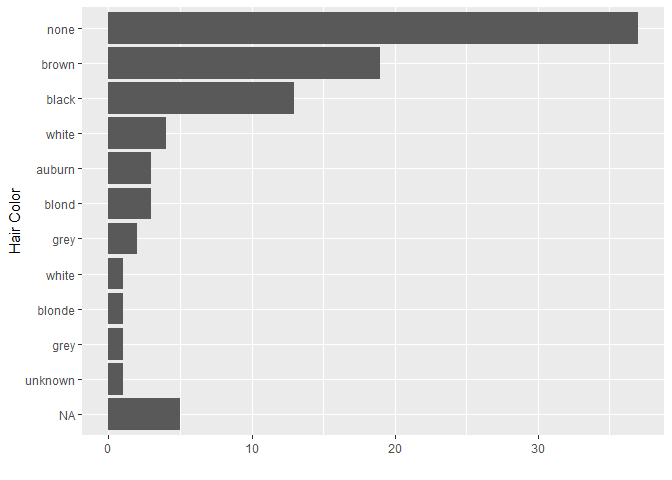 none
brown
black
white
auburn
blond
grey
white
blonde
grey
unknown
NA
Hair Color
0 10 20 30